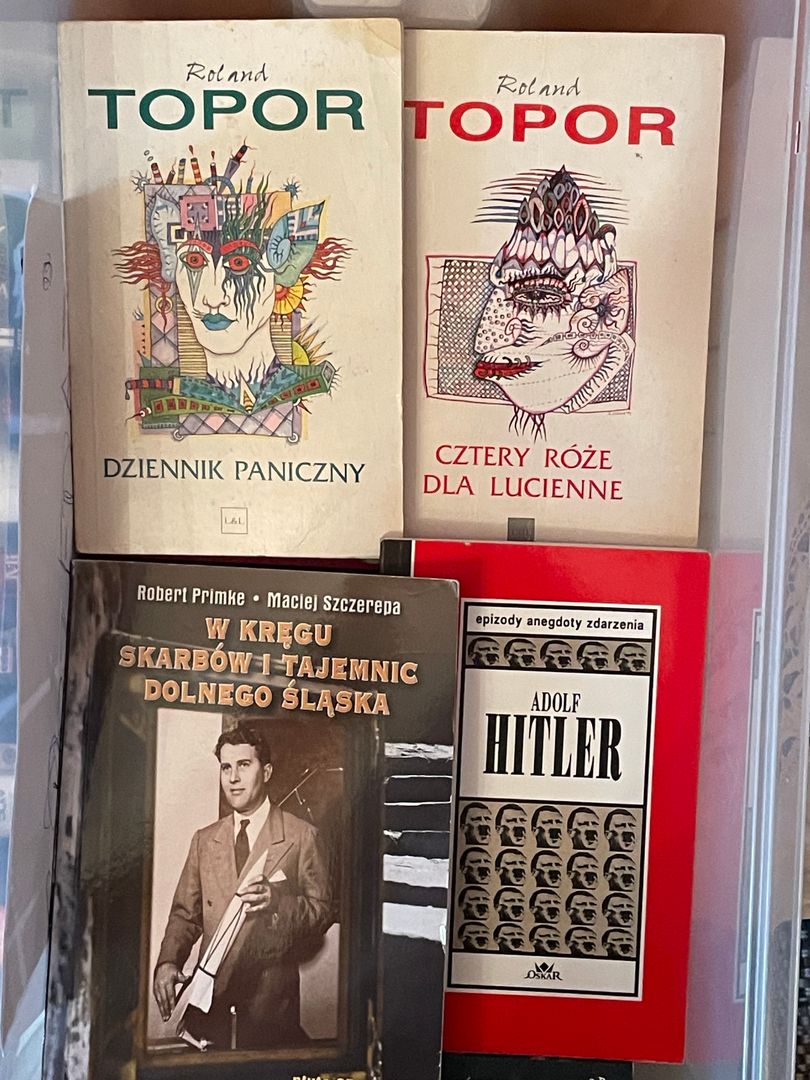 Roland
TOPOR
DZIENNIK PANICZNY
L&L
Roland
TOPOR
CZTERY RÓŻE
DLA LUCIENNE
Robert Primke • Maciej Szczerepa
W KRĘGU
SKARBÓW I TAJEMNIC
DOLNEGO ŚLĄSKA
epizody anegdoty zdarzenia
ADOLF
HITLER
OSKAR